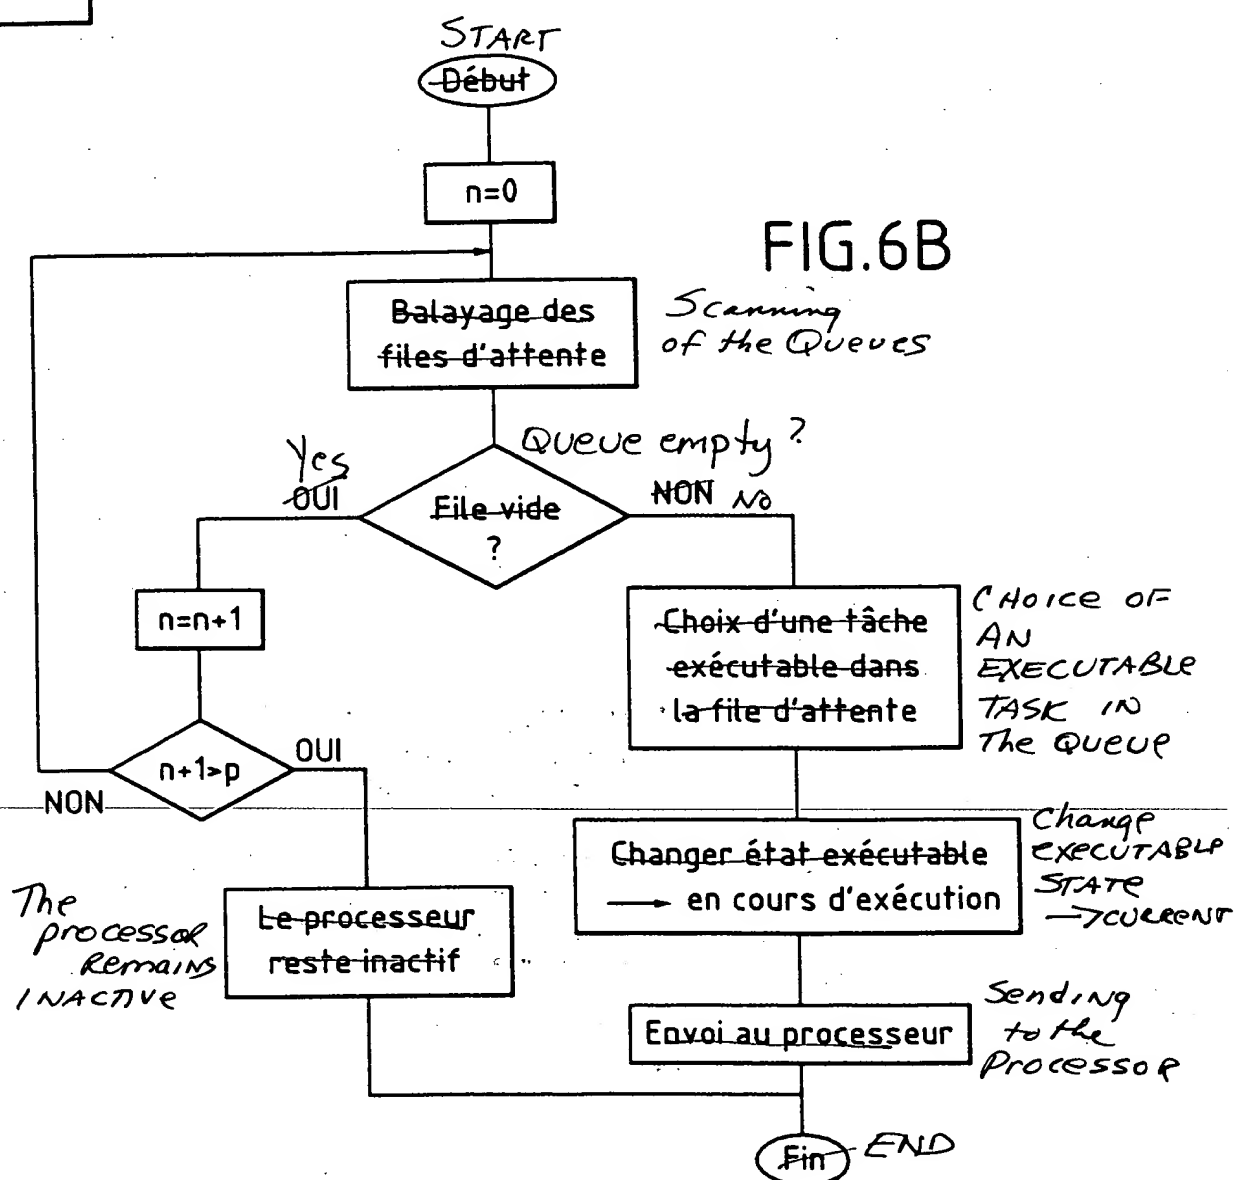 START
Début
n=0
FIG.6B
Balayage des
files d'attente
Scanning
of the Queues
Queue empty?
Yes
OUI
File vide
?
NON No
n=n+1
Choix d'une tâche
exécutable dans
la file d'attente
CHOICE OF
AN
EXECUTABLE
TASK IN
The Queue
n+1>p
OUI
NON
Changer état exécutable
→ en cours d'exécution
Change
EXECUTABLE
STATE
→CURRENT
The
processor
Remains
INACTIVE
Le processeur
reste inactif
Envoi au processeur
Sending
to the
Processor
Fin
END